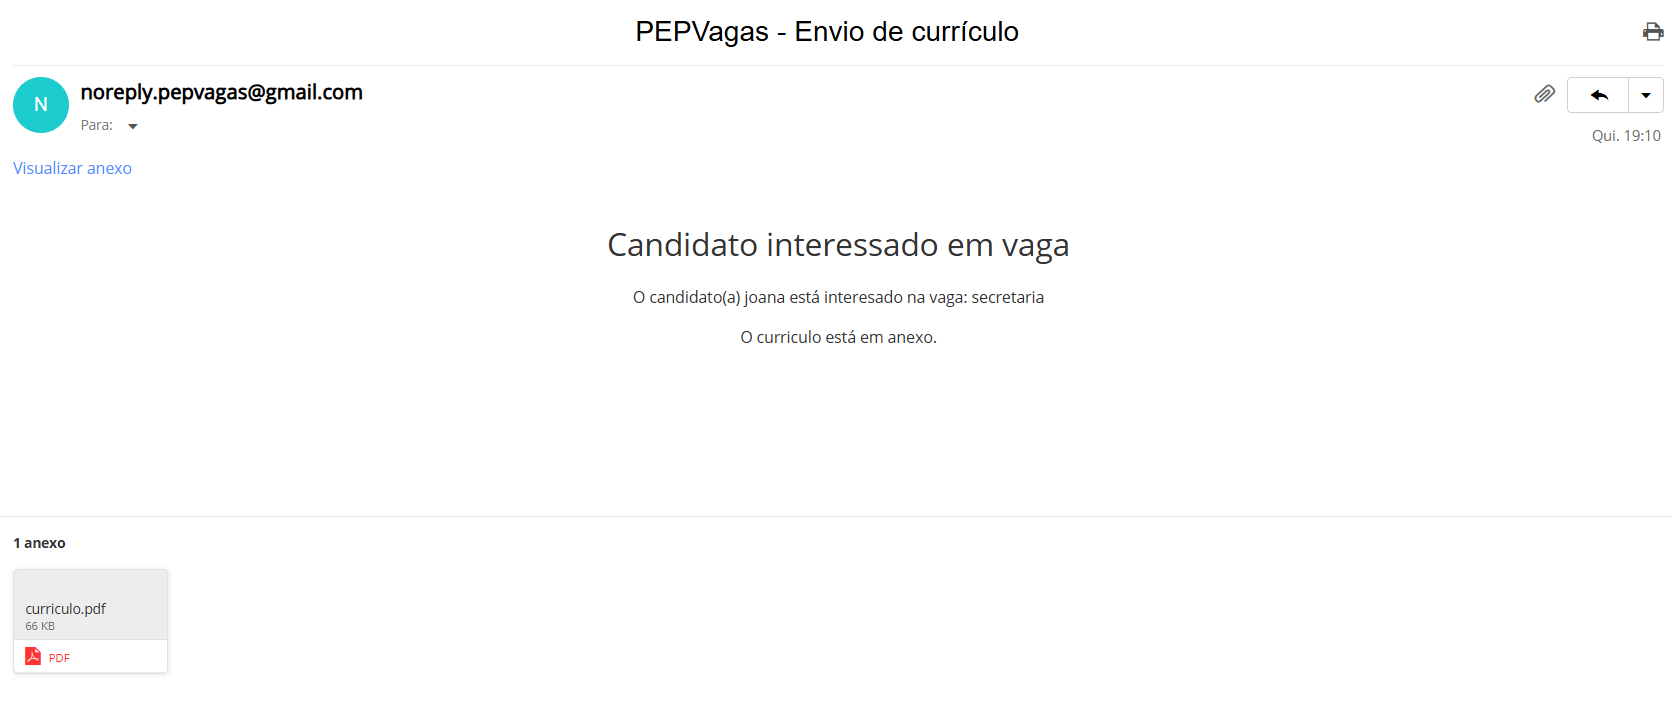 PEPVagas - Envio de currículo
N
noreply.pepvagas@gmail.com
Para:
Qui. 19:10
Visualizar anexo
Candidato interessado em vaga
O candidato(a) joana está interesado na vaga: secretaria
O curriculo está em anexo.
1 anexo
curriculo.pdf
66 KB
PDF